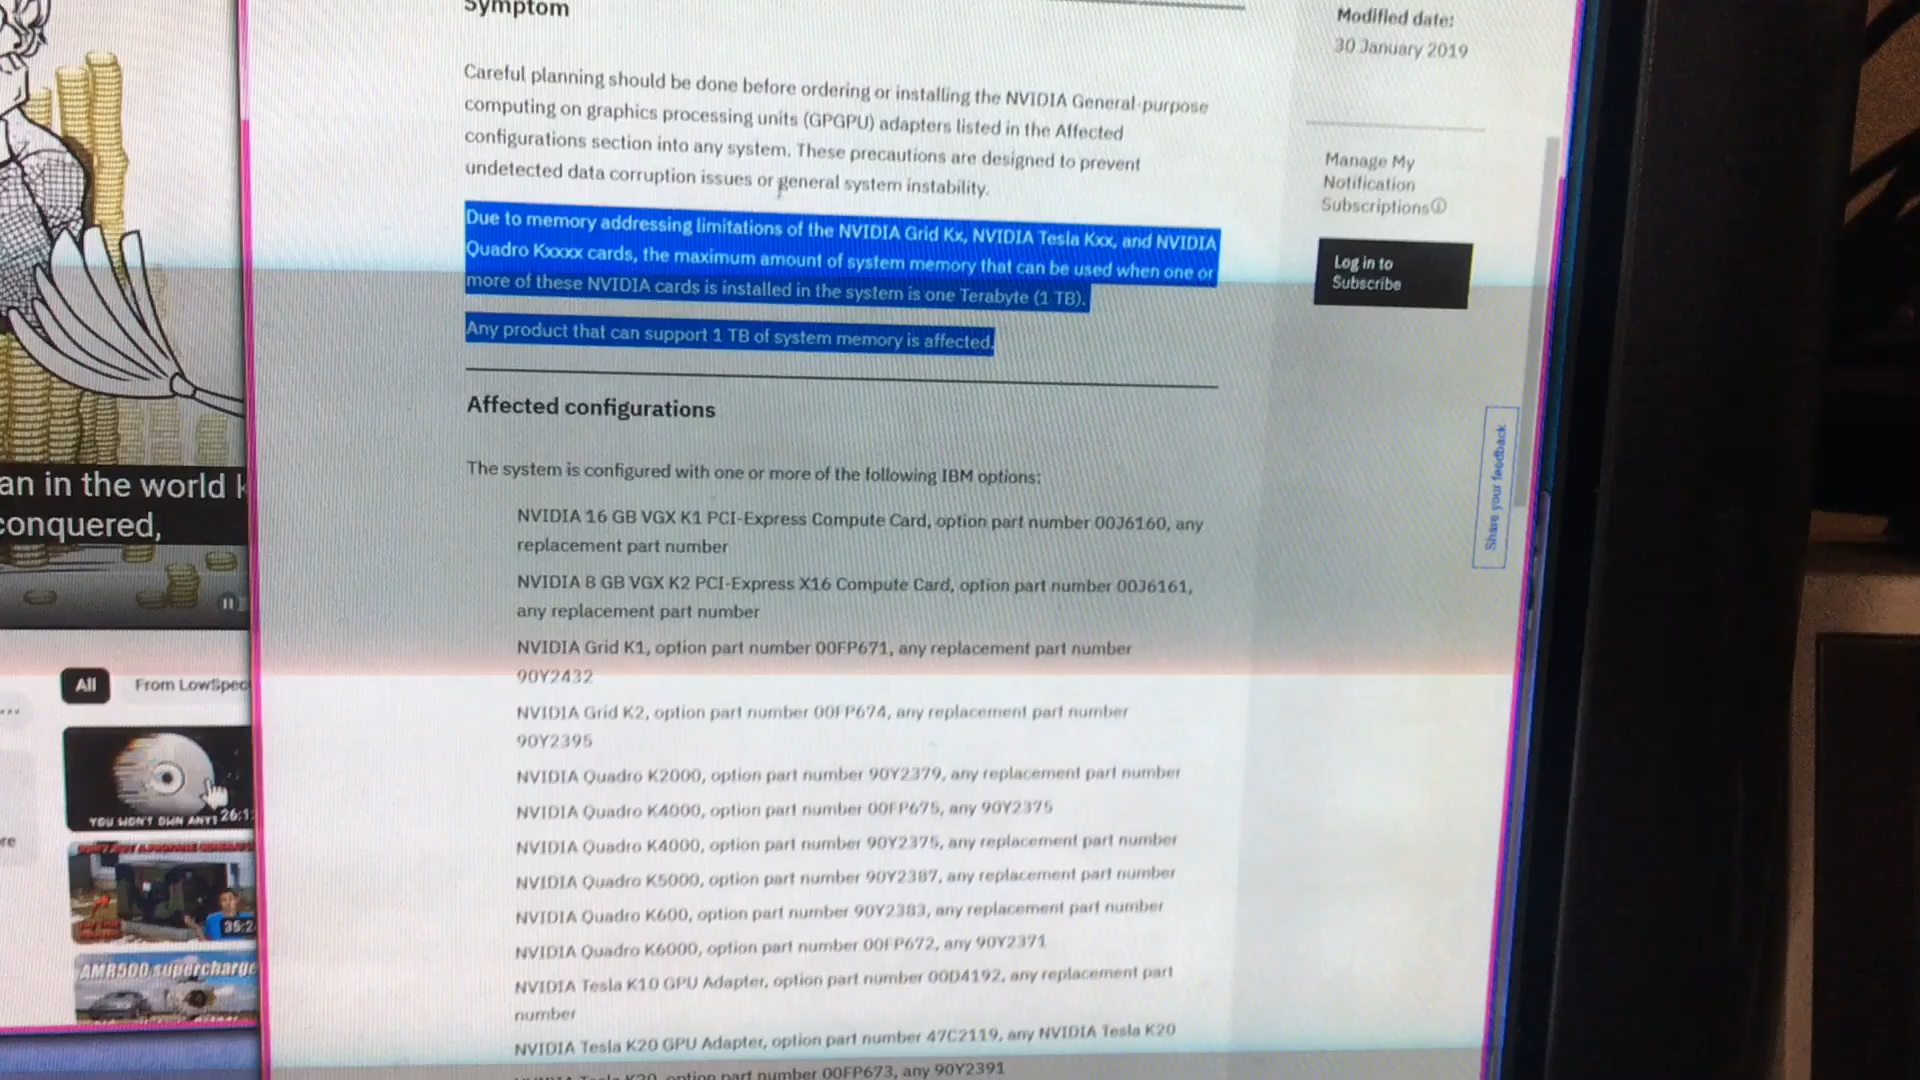 Symptom
Careful planning should be done before ordering or installing the NVIDIA General-purpose
computing on graphics processing units (GPGPU) adapters listed in the Affected
configurations section into any system. These precautions are designed to prevent
undetected data corruption issues or general system instability.
Due to memory addressing limitations of the NVIDIA Grid Kx, NVIDIA Tesla Kxx, and NVIDIA
Quadro Kxxxx cards, the maximum amount of system memory that can be used when one or
more of these NVIDIA cards is installed in the system is one Terabyte (1 TB).
Any product that can support 1 TB of system memory is affected.
Affected configurations
The system is configured with one or more of the following IBM options:
NVIDIA 16 GB VGX K1 PCI-Express Compute Card, option part number 00J6160, any
replacement part number
NVIDIA 8 GB VGX K2 PCI-Express X16 Compute Card, option part number 00J6161,
any replacement part number
NVIDIA Grid K1, option part number 00FP671, any replacement part number
90Y2432
NVIDIA Grid K2, option part number 00FP674, any replacement part number
90Y2395
NVIDIA Quadro K2000, option part number 90Y2379, any replacement part number
NVIDIA Quadro K4000, option part number 00FP675, any 90Y2375
NVIDIA Quadro K4000, option part number 90Y2375, any replacement part number
NVIDIA Quadro K5000, option part number 90Y2387, any replacement part number
NVIDIA Quadro K600, option part number 90Y2383, any replacement part number
NVIDIA Quadro K6000, option part number 00FP672, any 90Y2371
NVIDIA Tesla K10 GPU Adapter, option part number 00D4192, any replacement part
number
NVIDIA Tesla K20 GPU Adapter, option part number 47C2119, any NVIDIA Tesla K20
option part number 00FP673, any 90Y2391
Modified date:
30 January 2019
Manage My
Notification
Subscriptions
Log in to
Subscribe
Share your feedback
an in the world
conquered,
All
From LowSpec
YOU WON'T OWN
26:1
35:2
AMR500 supercharge